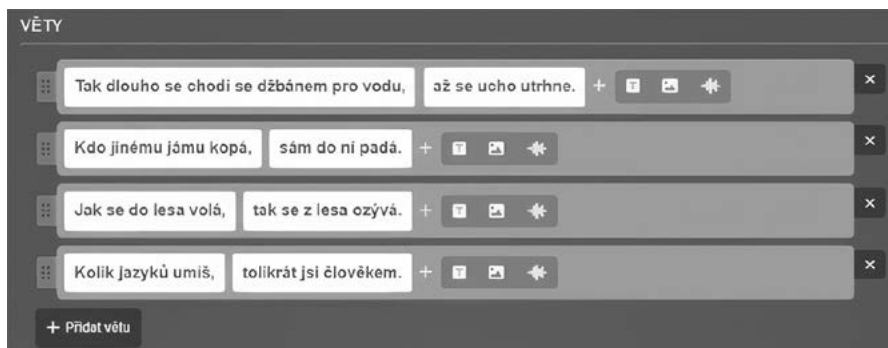 VĚTY
Tak dlouho se chodí se džbánem pro vodu, až se ucho utrhne.
Kdo jinému jámu kopá, sám do ní padá.
Jak se do lesa volá, tak se z lesa ozývá.
Kolik jazyků umíš, tolikrát jsi člověkem.
+ Přidat větu